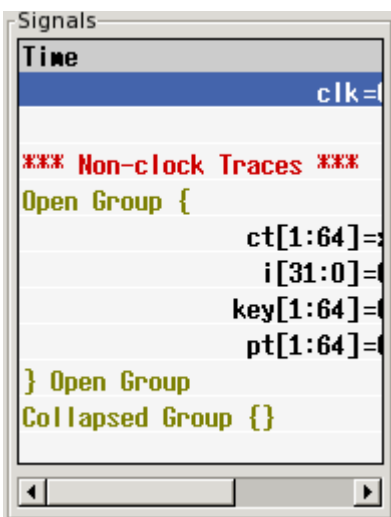 Signals
Time
clk=
*** Non-clock Traces ***
Open Group {
ct[1:64]=
i[31:0]=
key[1:64]=
pt[1:64]=
} Open Group
Collapsed Group {}